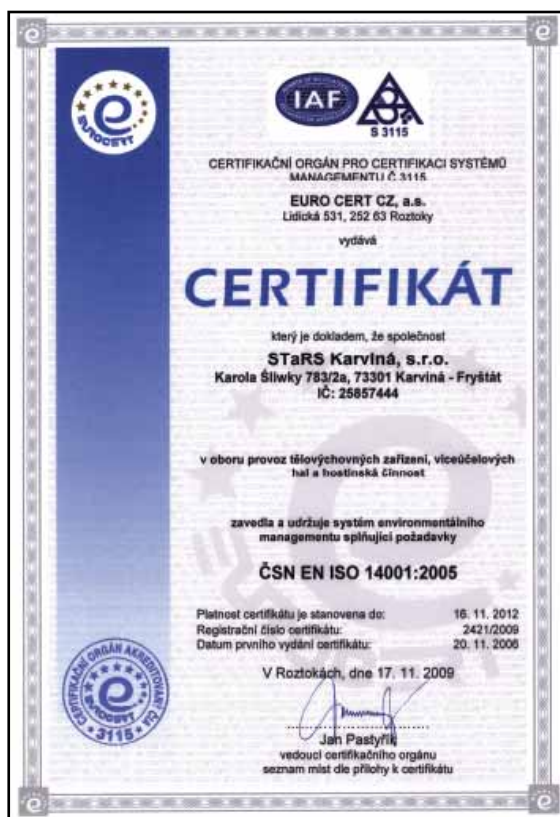 e
EUROCERT
IAF
S 3115
CERTIFIKAČNÍ ORGÁN PRO CERTIFIKACI SYSTÉMŮ
MANAGEMENTU Č 3115
EURO CERT CZ, a.s.
Lidická 531, 252 63 Roztoky
vydává
CERTIFIKÁT
který je dokladem, že společnost
STaRS Karviná, s.r.o.
Karola Śliwky 783/2a, 73301 Karviná - Fryštát
IČ: 25857444
v oboru provoz tělovýchovných zařízení, víceúčelových
hal a hostinská činnost
zavedla a udržuje systém environmentálního
managementu splňující požadavky
ČSN EN ISO 14001:2005
Platnost certifikátu je stanovena do: 16. 11. 2012
Registrační číslo certifikátu: 2421/2009
Datum prvního vydání certifikátu: 20. 11. 2006
V Roztokách, dne 17. 11. 2009
Jan Pastyřík
vedoucí certifikačního orgánu
seznam míst dle přílohy k certifikátu
CERTIFIKAČNÍ ORGÁN AKREDITOVANÝ ČIA
e
EUROCERT
3115